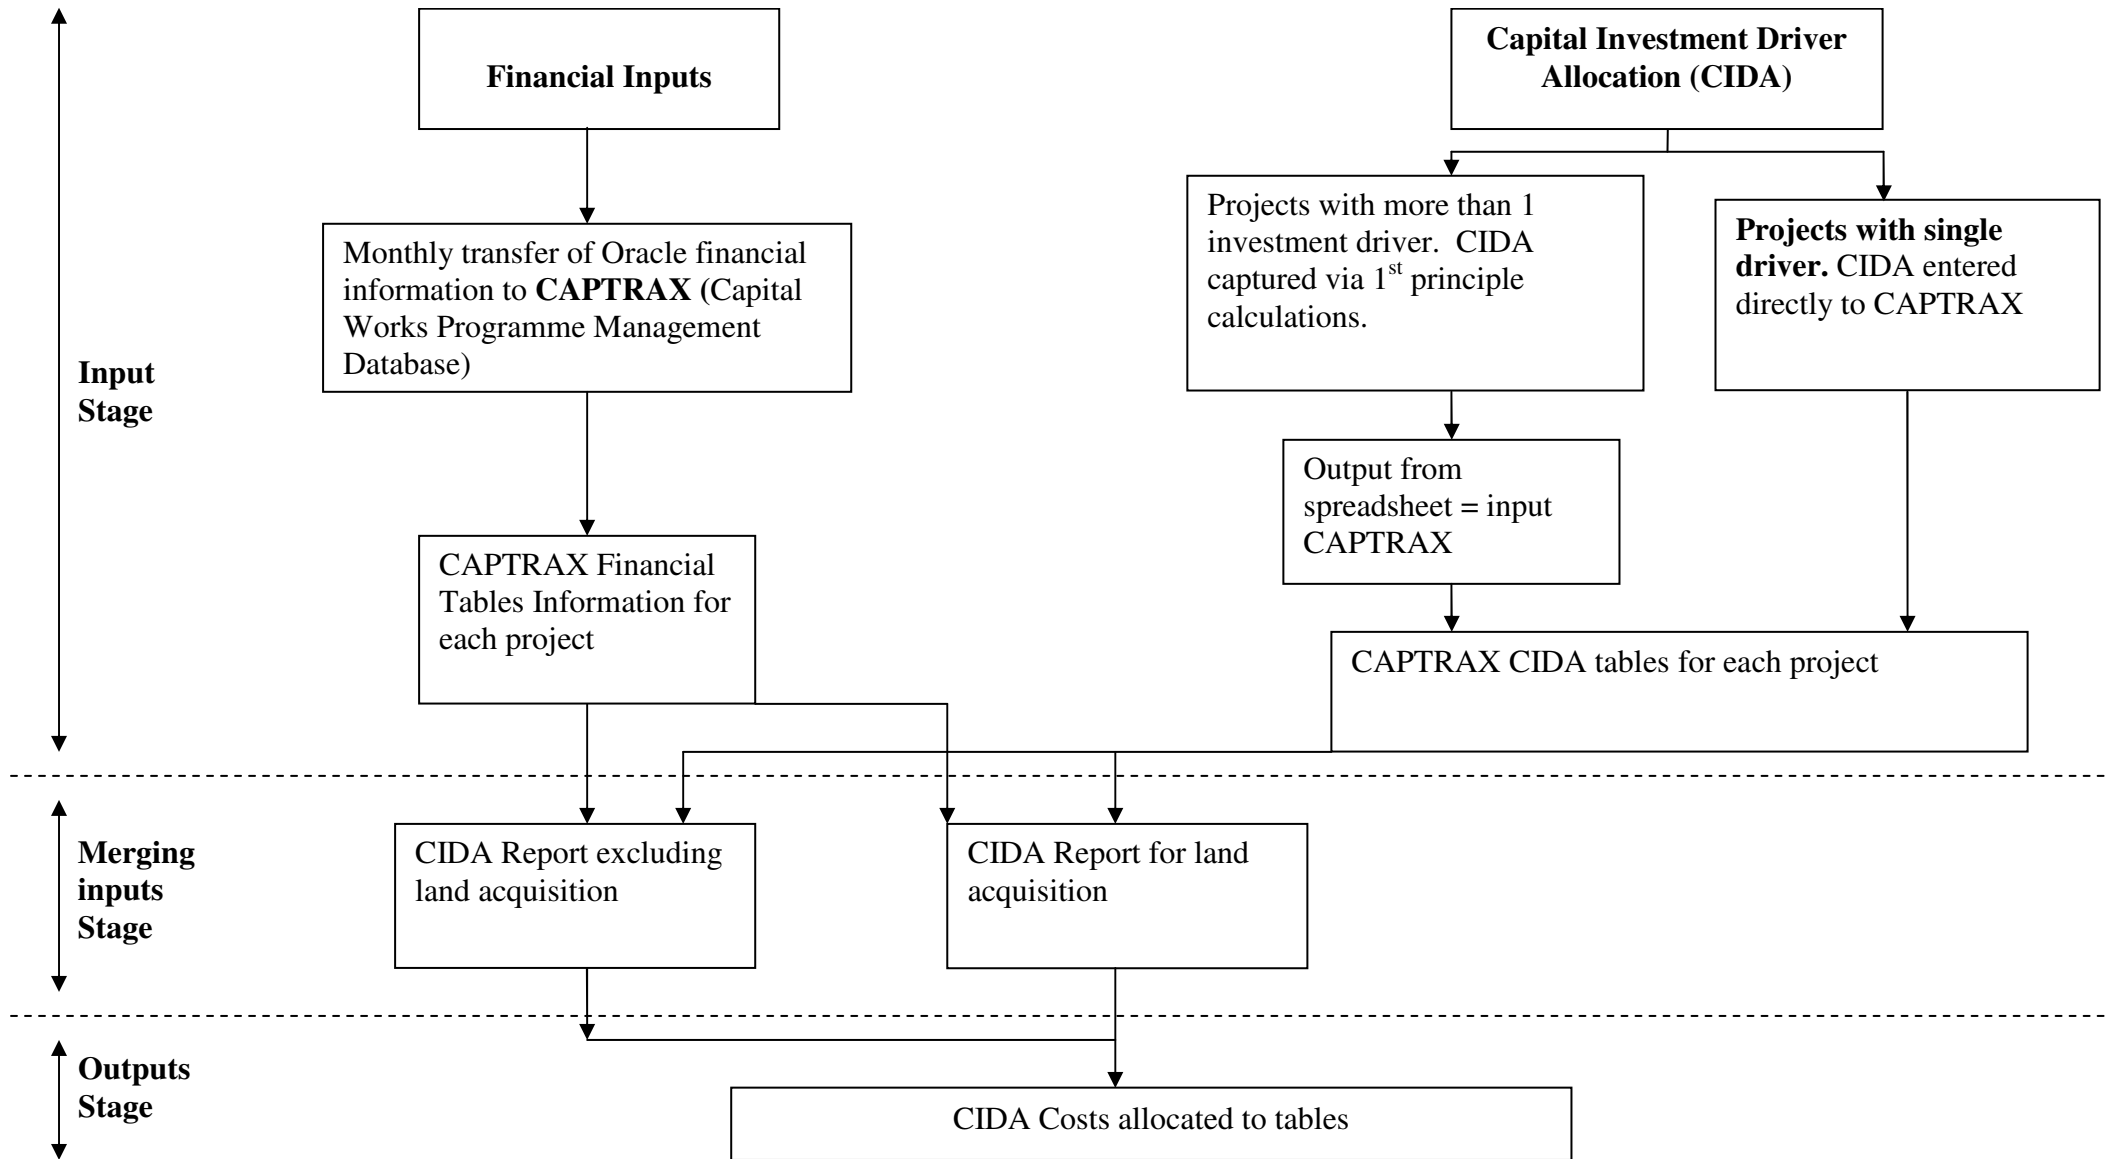 Financial Inputs
Capital Investment Driver
Allocation (CIDA)
Monthly transfer of Oracle financial
information to CAPTRAX (Capital
Works Programme Management
Database)
Projects with more than 1
investment driver.  CIDA
captured via 1st principle
calculations.
Projects with single
driver. CIDA entered
directly to CAPTRAX
Input
Stage
Output from
spreadsheet = input
CAPTRAX
CAPTRAX Financial
Tables Information for
each project
CAPTRAX CIDA tables for each project
Merging
inputs
Stage
CIDA Report excluding
land acquisition
CIDA Report for land
acquisition
Outputs
Stage
CIDA Costs allocated to tables